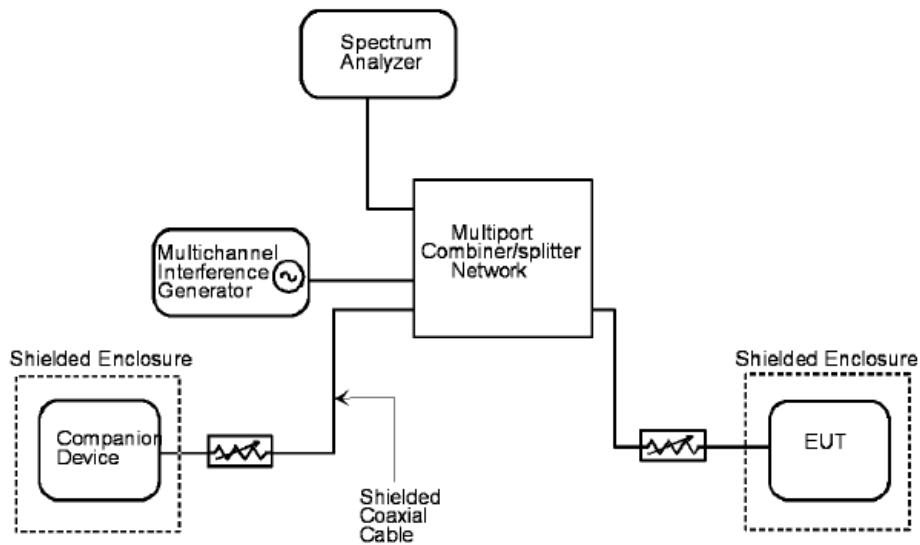 Spectrum
Analyzer
Multiport
Combiner/splitter
Network
Multichannel
Interference
Generator
Shielded Enclosure
Companion
Device
Shielded
Coaxial
Cable
Shielded Enclosure
EUT